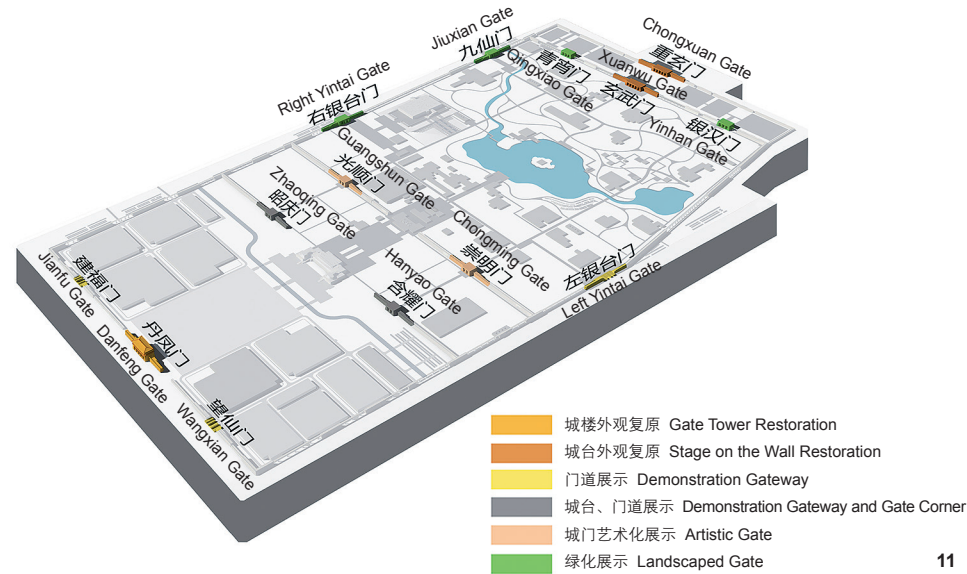 Chongxuan Gate
重玄门
Jiuxian Gate
九仙门
青霄门
Qingxiao Gate
Xuanwu Gate
玄武门
银汉门
Yinhan Gate
Right Yintai Gate
右银台门
Guangshun Gate
光顺门
Zhaoqing Gate
昭庆门
Chongming Gate
崇明门
Hanyao Gate
含耀门
左银台门
Left Yintai Gate
建福门
Jianfu Gate
丹凤门
Danfeng Gate
望仙门
Wangxian Gate
城楼外观复原 Gate Tower Restoration
城台外观复原 Stage on the Wall Restoration
门道展示 Demonstration Gateway
城台、门道展示 Demonstration Gateway and Gate Corner
城门艺术化展示 Artistic Gate
绿化展示 Landscaped Gate
11